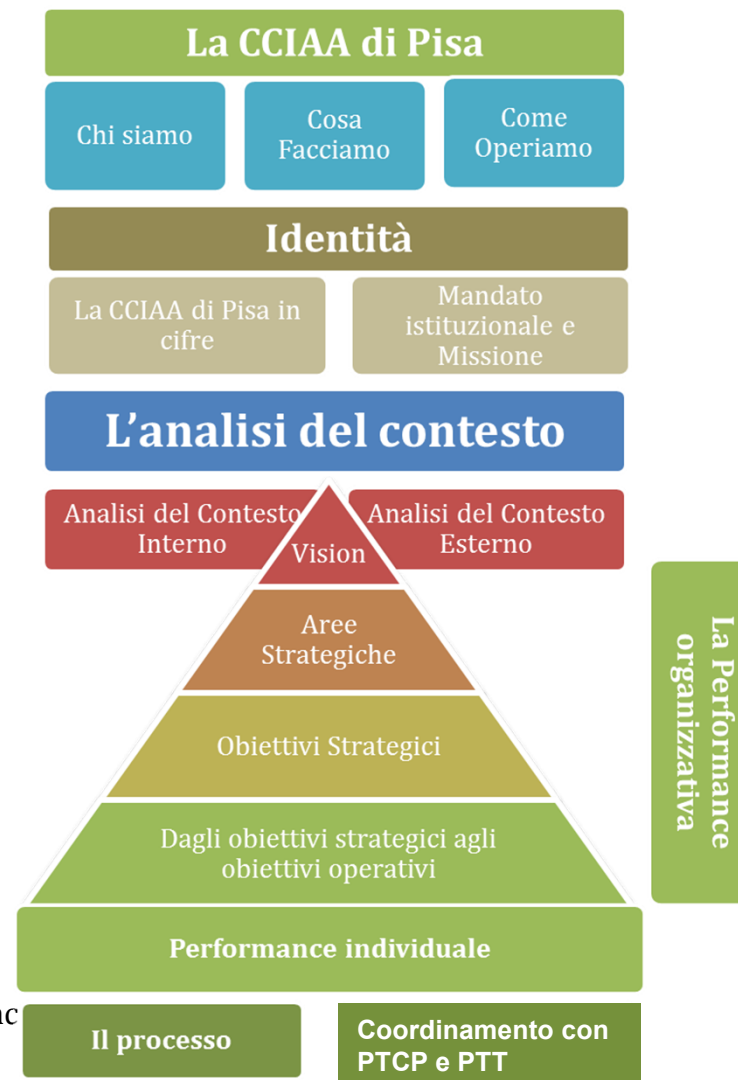 La CCIAA di Pisa
Chi siamo
Cosa
Facciamo
Come
Operiamo
Identità
La CCIAA di Pisa in
cifre
Mandato
istituzionale e
Missione
L’analisi del contesto
Analisi del Contesto
Interno
Analisi del Contesto
Esterno
Vision
Aree
Strategiche
Obiettivi Strategici
Dagli obiettivi strategici agli
obiettivi operativi
La Performance
organizzativa
Performance individuale
Il processo
Coordinamento con
PTCP e PTT